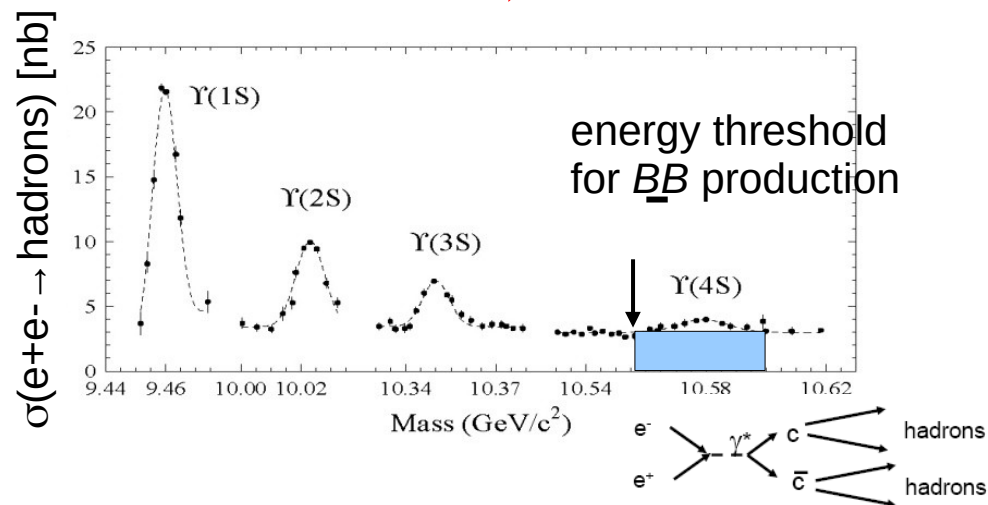 σ(e+e-→hadrons) [nb]
25
20
15
10
5
0
ϒ(1S)
ϒ(2S)
ϒ(3S)
ϒ(4S)
energy threshold
for BB production
9.44 9.46 10.00 10.02 10.34 10.37 10.54 10.58 10.62
Mass (GeV/c²)
e⁻ γ* c hadrons
e⁺ c̅ hadrons